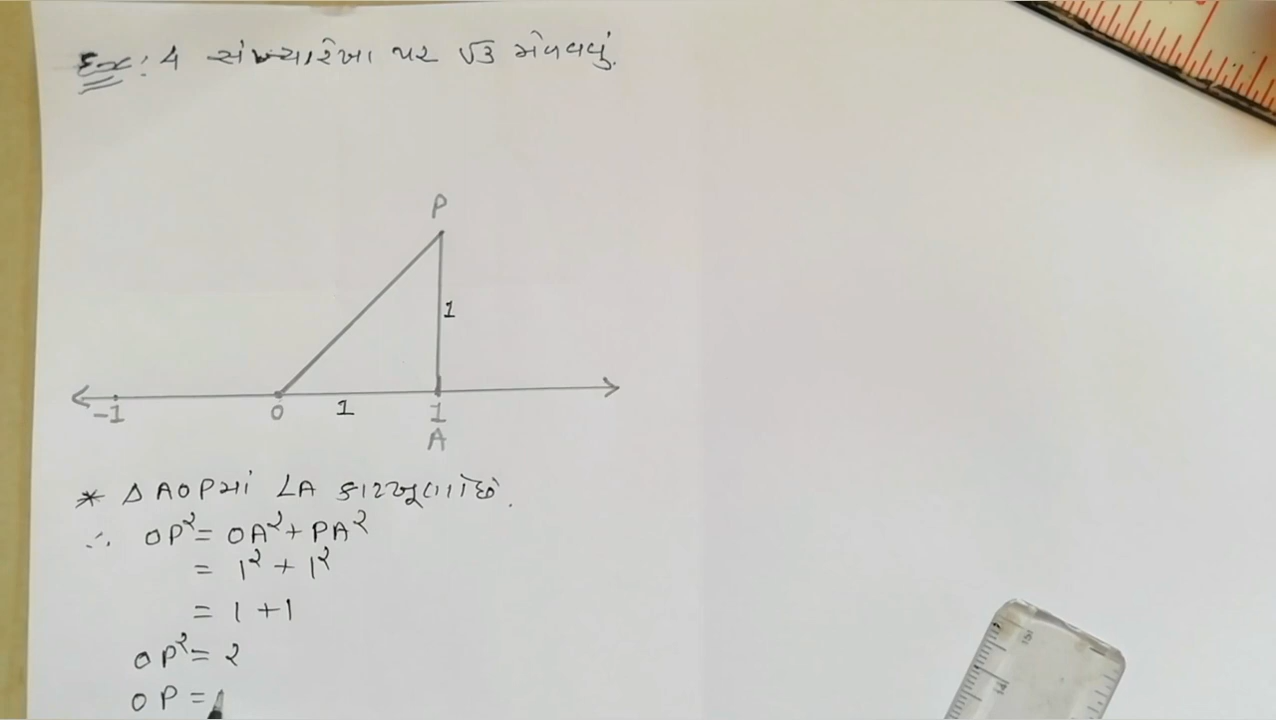 Ex: 4 સંખ્યારેખા પર √3 મેળવવું.
P
1
-1 0 1 1
A
* Δ AOPમાં ∠A કાટખૂણો છે.
∴ OP² = OA² + PA²
= 1² + 1²
= 1 + 1
OP² = 2
OP =